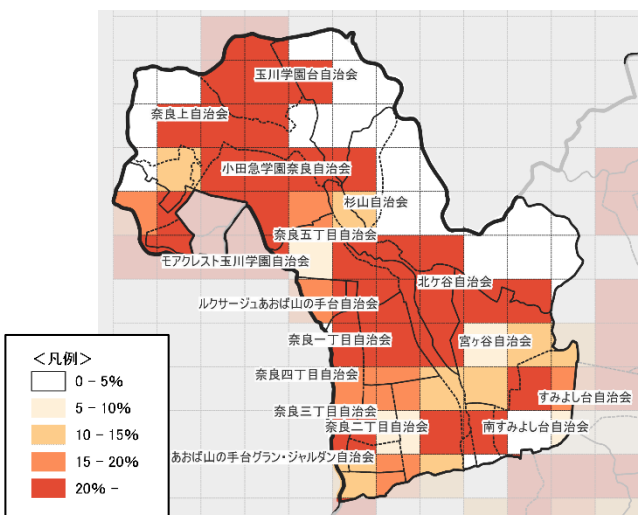 玉川学園台自治会
奈良上自治会
小田急学園奈良自治会
杉山自治会
奈良五丁目自治会
モアクレスト玉川学園自治会
北ケ谷自治会
ルクサージュあおば山の手台自治会
奈良一丁目自治会
宮ヶ谷自治会
奈良四丁目自治会
すみよし台自治会
奈良三丁目自治会
奈良二丁目自治会
南すみよし台自治会
あおば山の手台グラン・ジャルダン自治会
＜凡例＞
0 - 5%
5 - 10%
10 - 15%
15 - 20%
20% -